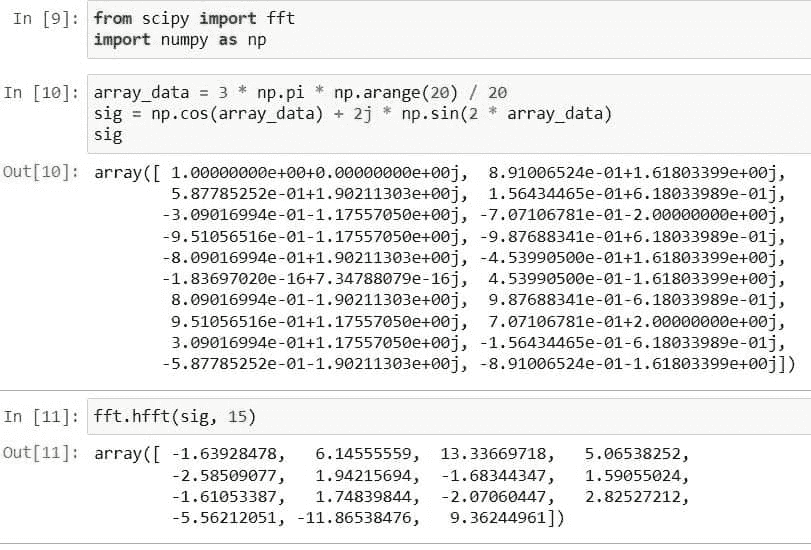 In [9]: from scipy import fft
import numpy as np
In [10]: array_data = 3 * np.pi * np.arange(20) / 20
sig = np.cos(array_data) + 2j * np.sin(2 * array_data)
sig
Out[10]: array([ 1.00000000e+00+0.00000000e+00j,  8.91006524e-01+1.61803399e+00j,
5.87785252e-01+1.90211303e+00j,  1.56434465e-01+6.18033989e-01j,
-3.09016994e-01-1.17557050e+00j, -7.07106781e-01-2.00000000e+00j,
-9.51056516e-01-1.17557050e+00j, -9.87688341e-01+6.18033989e-01j,
-8.09016994e-01+1.90211303e+00j, -4.53990500e-01+1.61803399e+00j,
-1.83697020e-16+7.34788079e-16j,  4.53990500e-01-1.61803399e+00j,
8.09016994e-01-1.90211303e+00j,  9.87688341e-01-6.18033989e-01j,
9.51056516e-01+1.17557050e+00j,  7.07106781e-01+2.00000000e+00j,
3.09016994e-01+1.17557050e+00j, -1.56434465e-01-6.18033989e-01j,
-5.87785252e-01-1.90211303e+00j, -8.91006524e-01-1.61803399e+00j])
In [11]: fft.hfft(sig, 15)
Out[11]: array([ -1.63928478,   6.14555559,  13.33669718,   5.06538252,
-2.58509077,   1.94215694,  -1.68344347,   1.59055024,
-1.61053387,   1.74839844,  -2.07060447,   2.82527212,
-5.56212051, -11.86538476,   9.36244961])